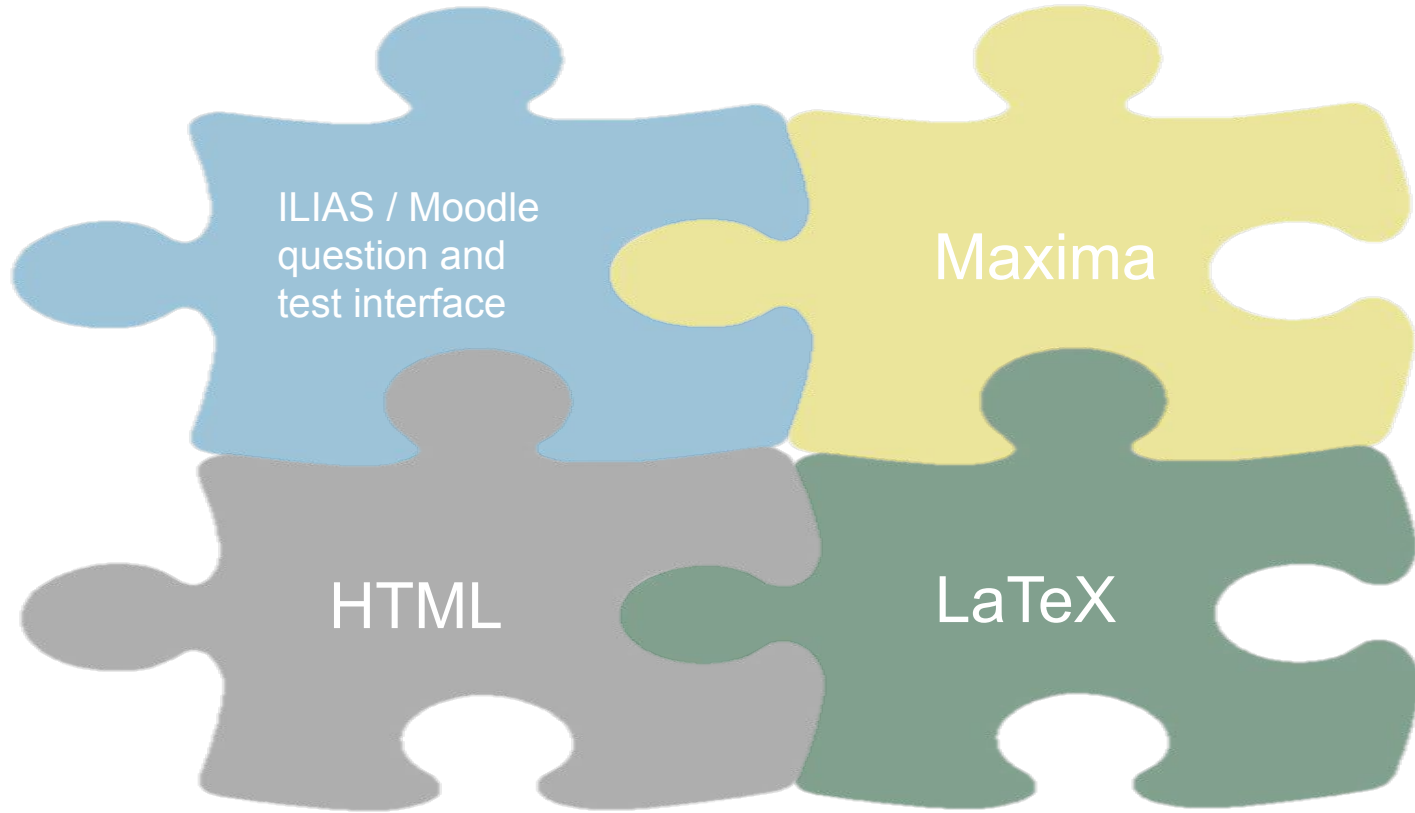 ILIAS / Moodle
question and
test interface
Maxima
HTML
LaTeX